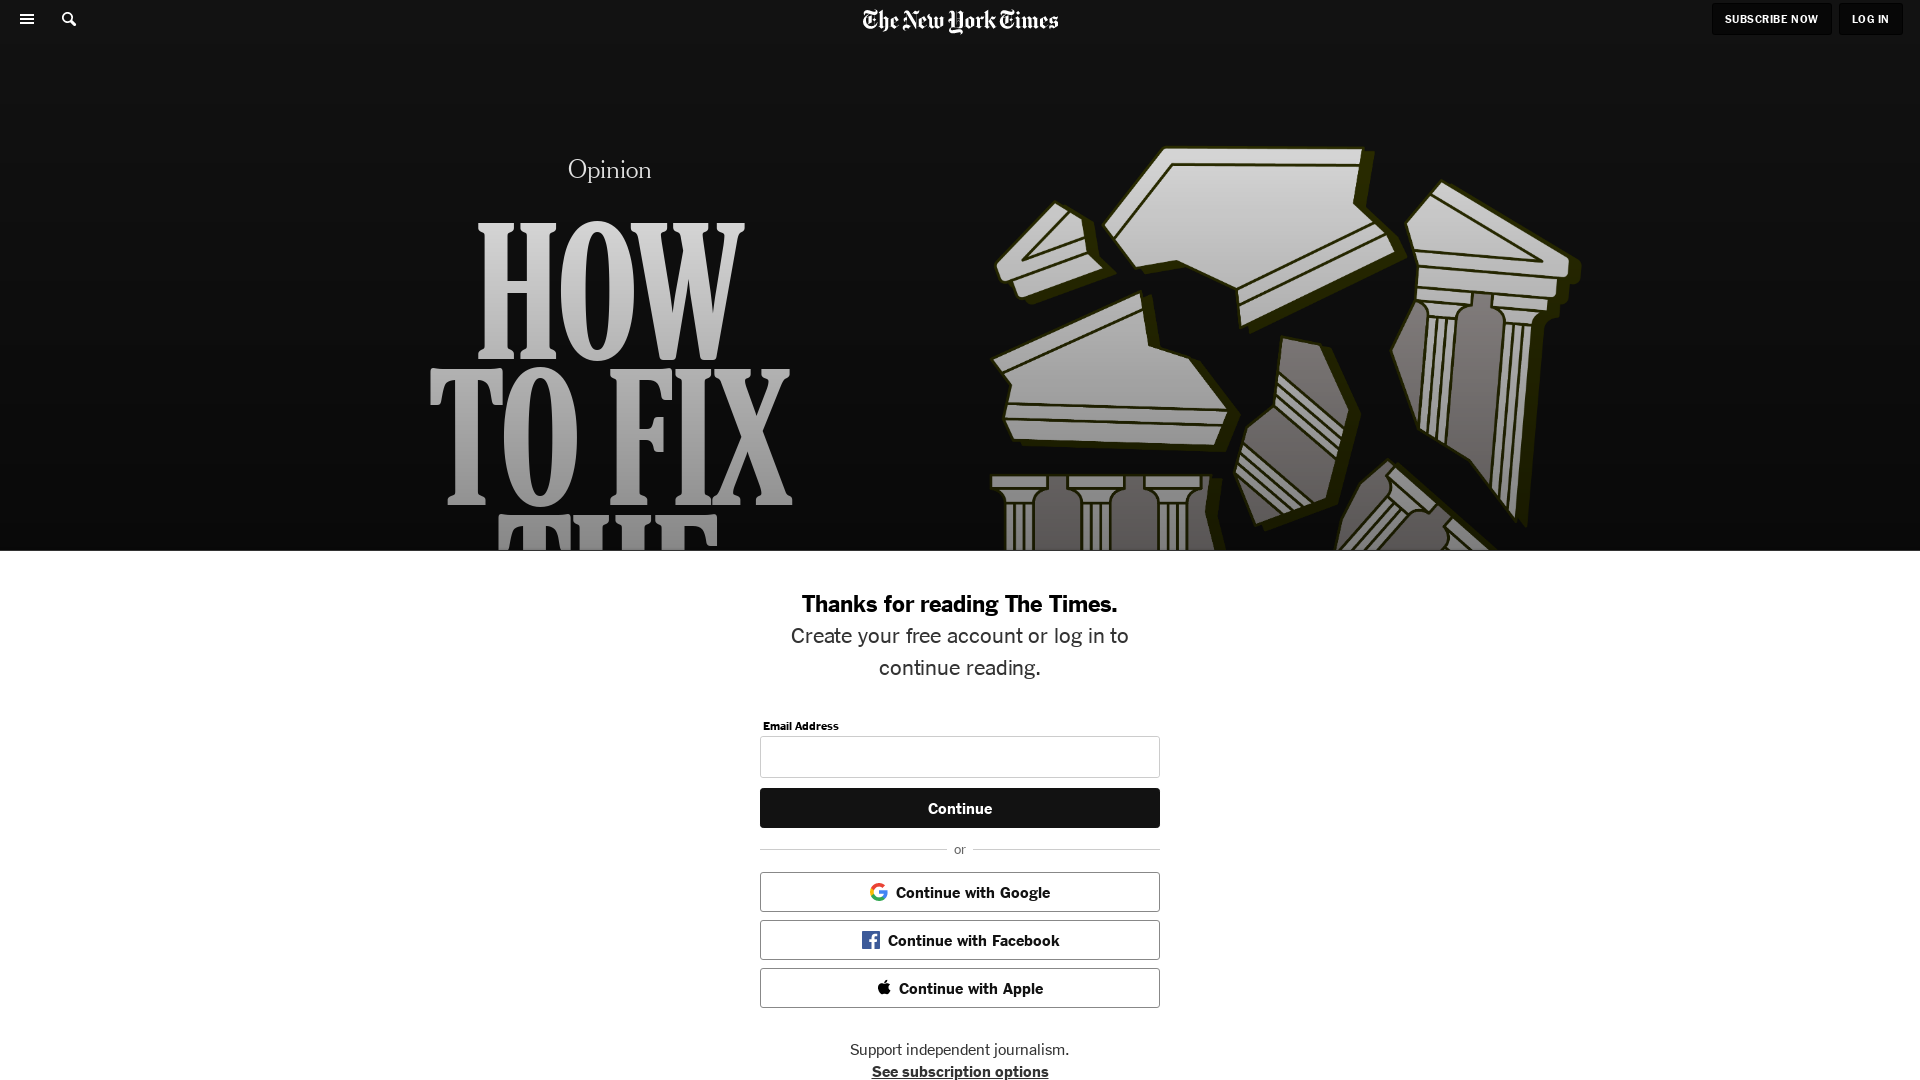 The New York Times
SUBSCRIBE NOW
LOG IN
Opinion
HOW
TO FIX
THE
Thanks for reading The Times.
Create your free account or log in to
continue reading.
Email Address
Continue
or
Continue with Google
Continue with Facebook
Continue with Apple
Support independent journalism.
See subscription options